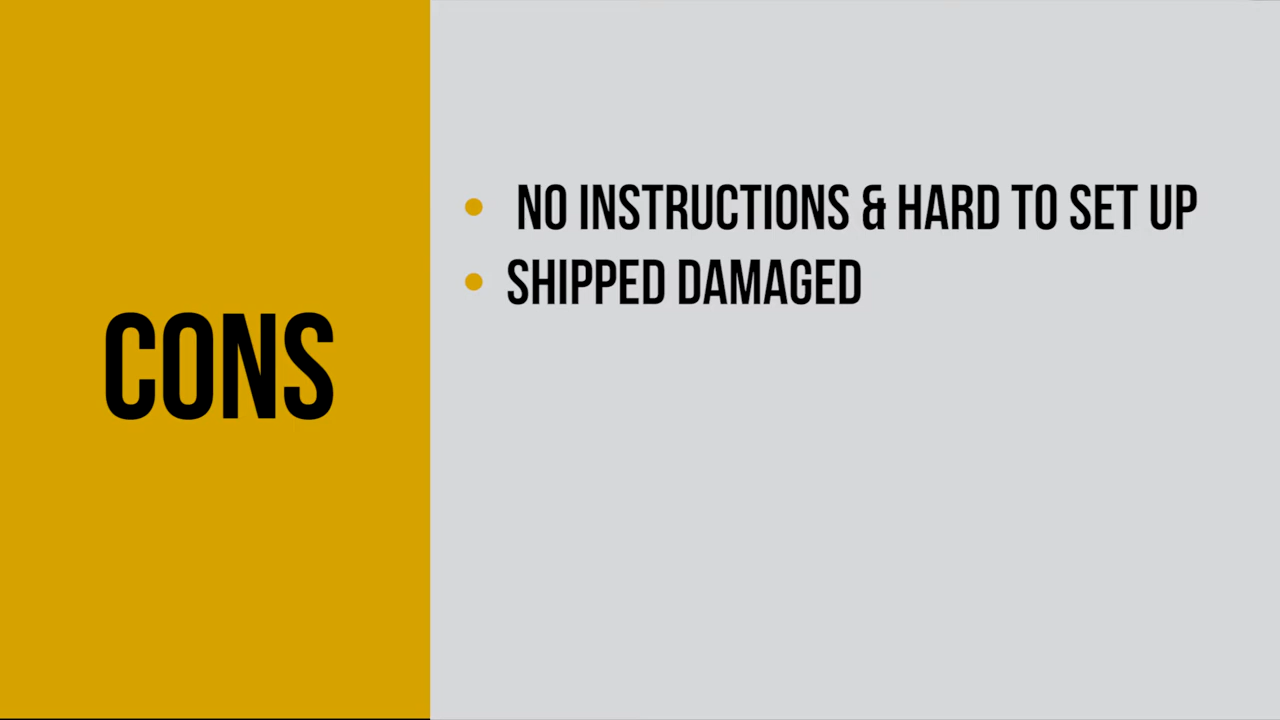 CONS
• NO INSTRUCTIONS & HARD TO SET UP
• SHIPPED DAMAGED